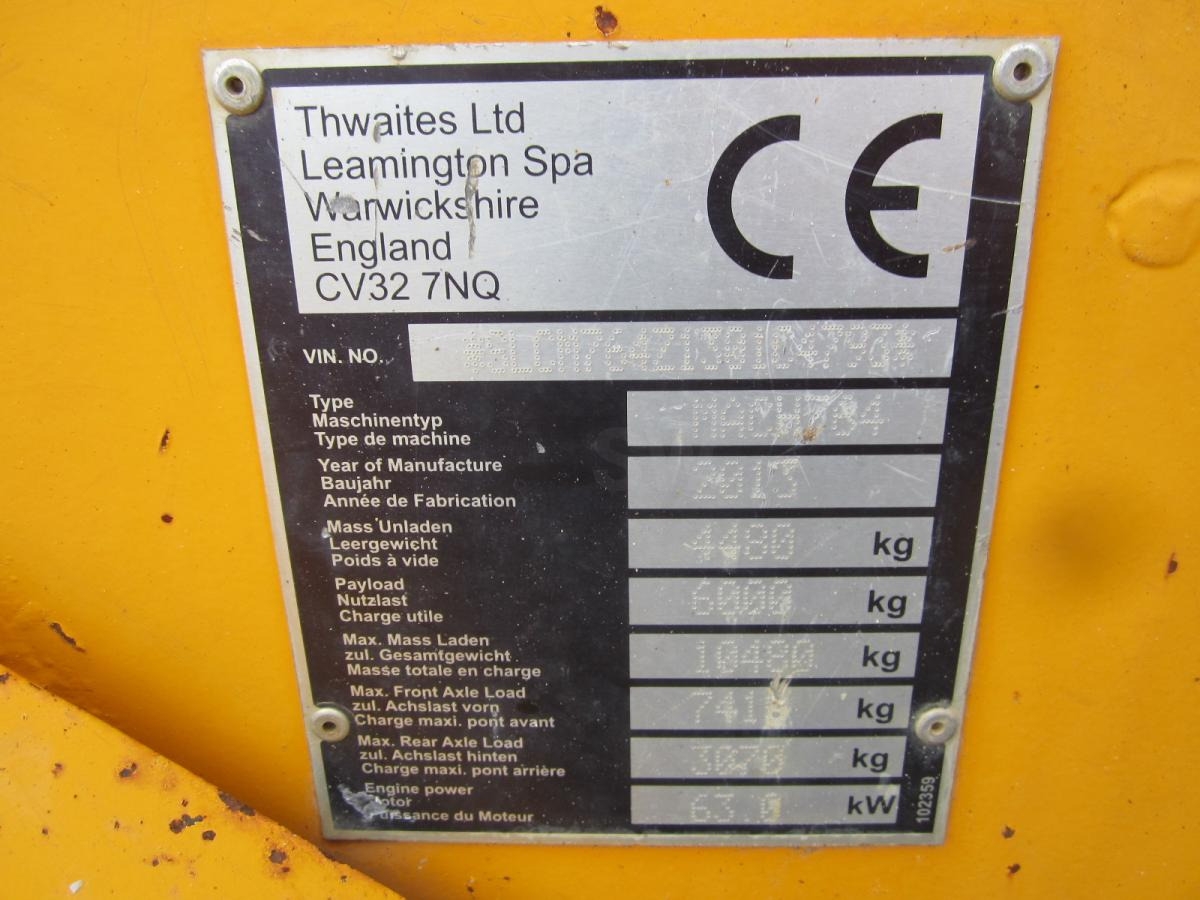 Thwaites Ltd
Leamington Spa
Warwickshire
England
CV32 7NQ
CE
VIN. NO.
Type
Maschinentyp
Type de machine
MACH784
Year of Manufacture
Baujahr
Année de Fabrication
2013
Mass Unladen
Leergewicht
Poids à vide
4480 kg
Payload
Nutzlast
Charge utile
6000 kg
Max. Mass Laden
zul. Gesamtgewicht
Masse totale en charge
10480 kg
Max. Front Axle Load
zul. Achslast vorn
Charge maxi. pont avant
7410 kg
Max. Rear Axle Load
zul. Achslast hinten
Charge maxi. pont arrière
3070 kg
Engine power
Motor
Puissance du Moteur
63.0 kW
102359